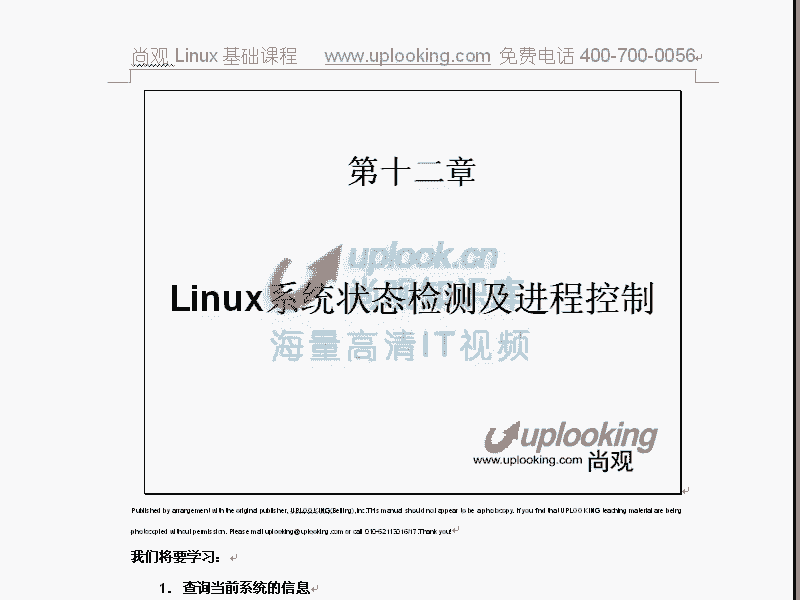 尚观 Linux 基础课程 www.uplooking.com 免费电话 400-700-0056
第十二章
uplook.cn
Linux系统状态检测及进程控制
海量高清IT视频
uplooking
www.uplooking.com 尚观
Published by arrangement with the original publisher, UPLOOKING(Beijing),Inc.This manual should not appear to be a photocopy. If you find that UPLOOKING teaching material are being
photocopied without permission. Please mail uplooking@uplooking.com or call 010-62113016/17.Thank you!
我们将要学习：
1. 查询当前系统的信息